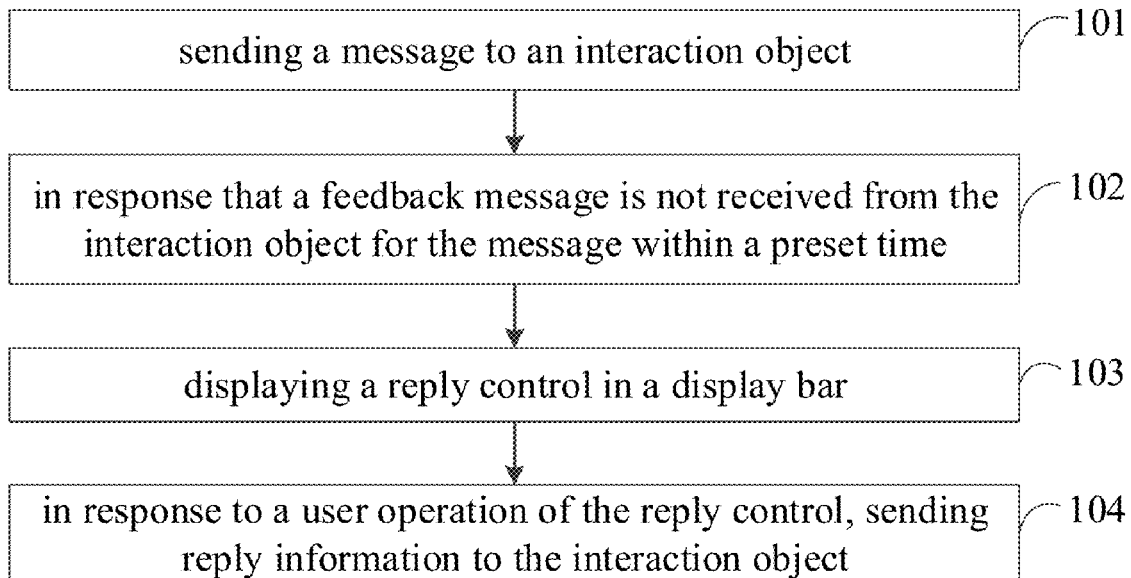 sending a message to an interaction object
101
in response that a feedback message is not received from the
interaction object for the message within a preset time
102
displaying a reply control in a display bar
103
in response to a user operation of the reply control, sending
reply information to the interaction object
104